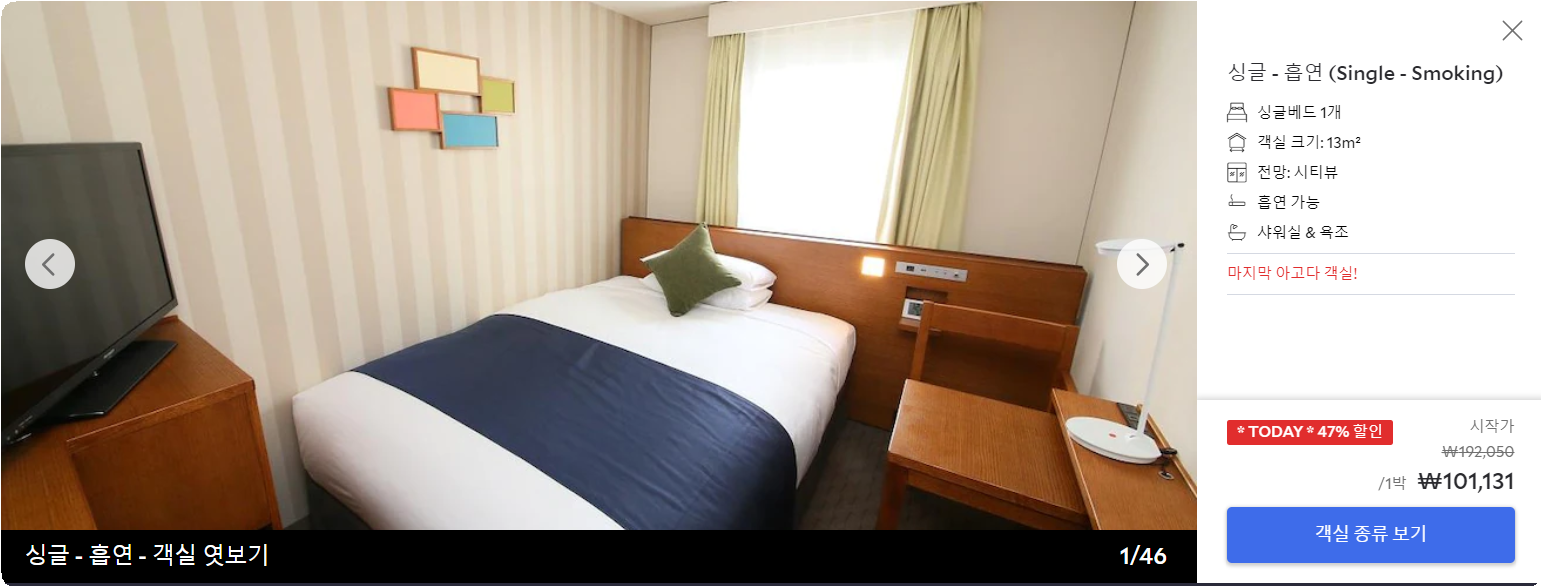 싱글 - 흡연 (Single - Smoking)
싱글베드 1개
객실 크기: 13m²
전망: 시티뷰
흡연 가능
샤워실 & 욕조
마지막 아고다 객실!
* TODAY * 47% 할인
시작가
₩192,050
/1박 ₩101,131
객실 종류 보기
싱글 - 흡연 - 객실 엿보기
1/46